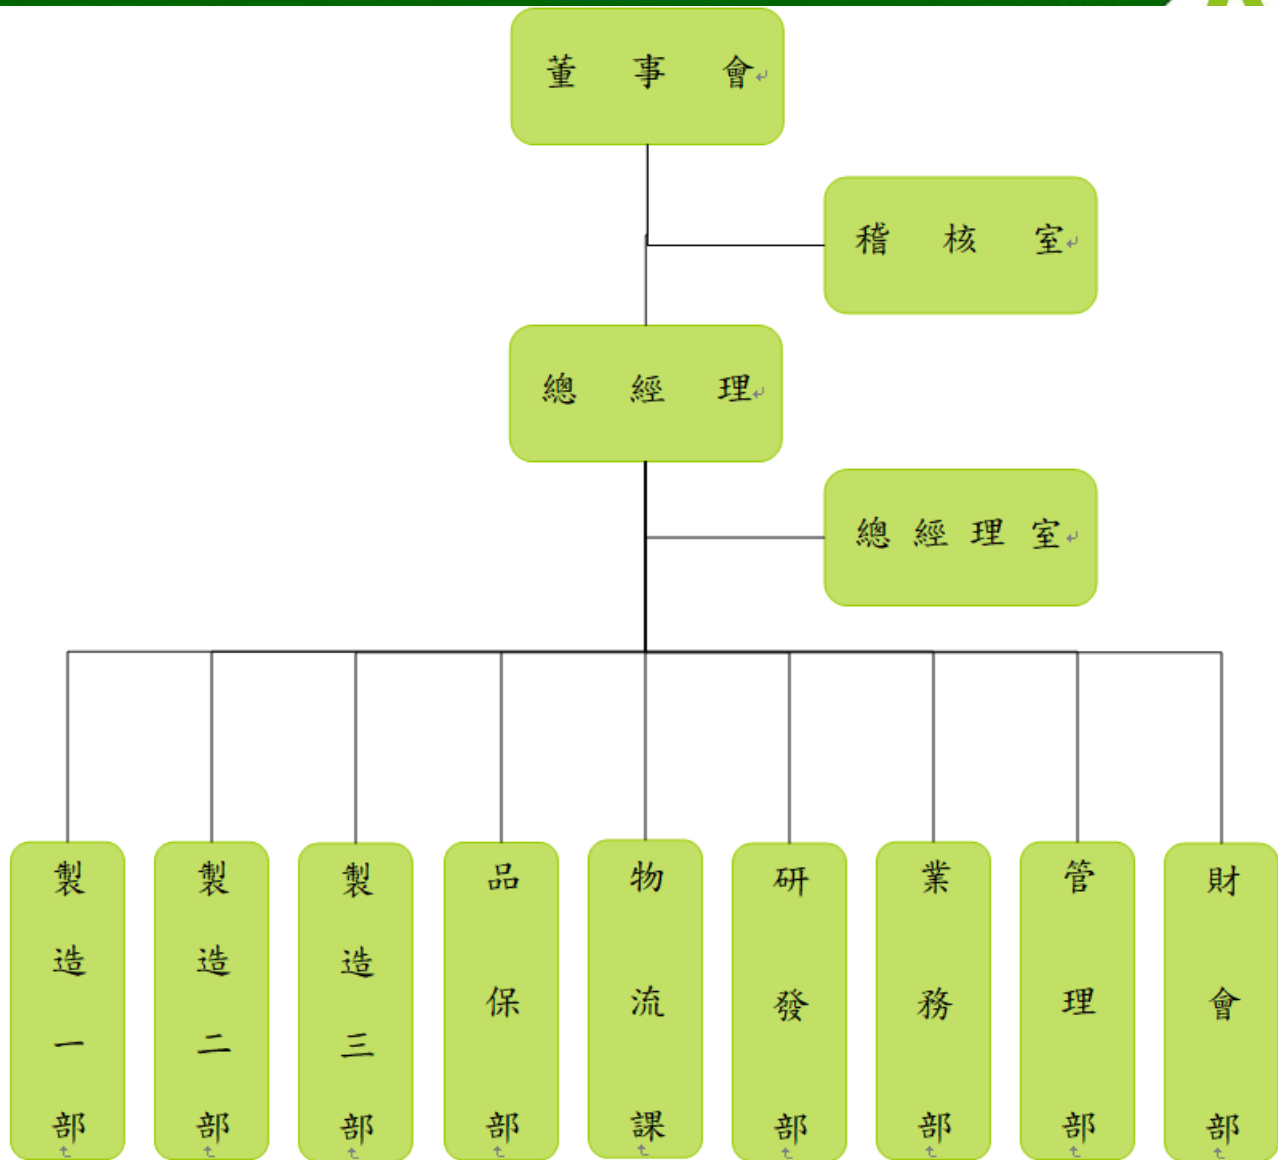 董事會
稽核室
總經理
總經理室
製造一部
製造二部
製造三部
品保部
物流課
研發部
業務部
管理部
財會部